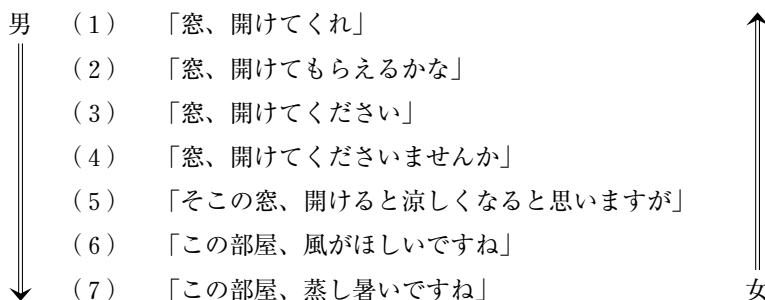 男 (1) 「窓、開けてくれ」
(2) 「窓、開けてもらえるかな」
(3) 「窓、開けてください」
(4) 「窓、開けてくださいませんか」
(5) 「そこの窓、開けると涼しくなると思いますが」
(6) 「この部屋、風がほしいですね」
(7) 「この部屋、蒸し暑いですね」 女